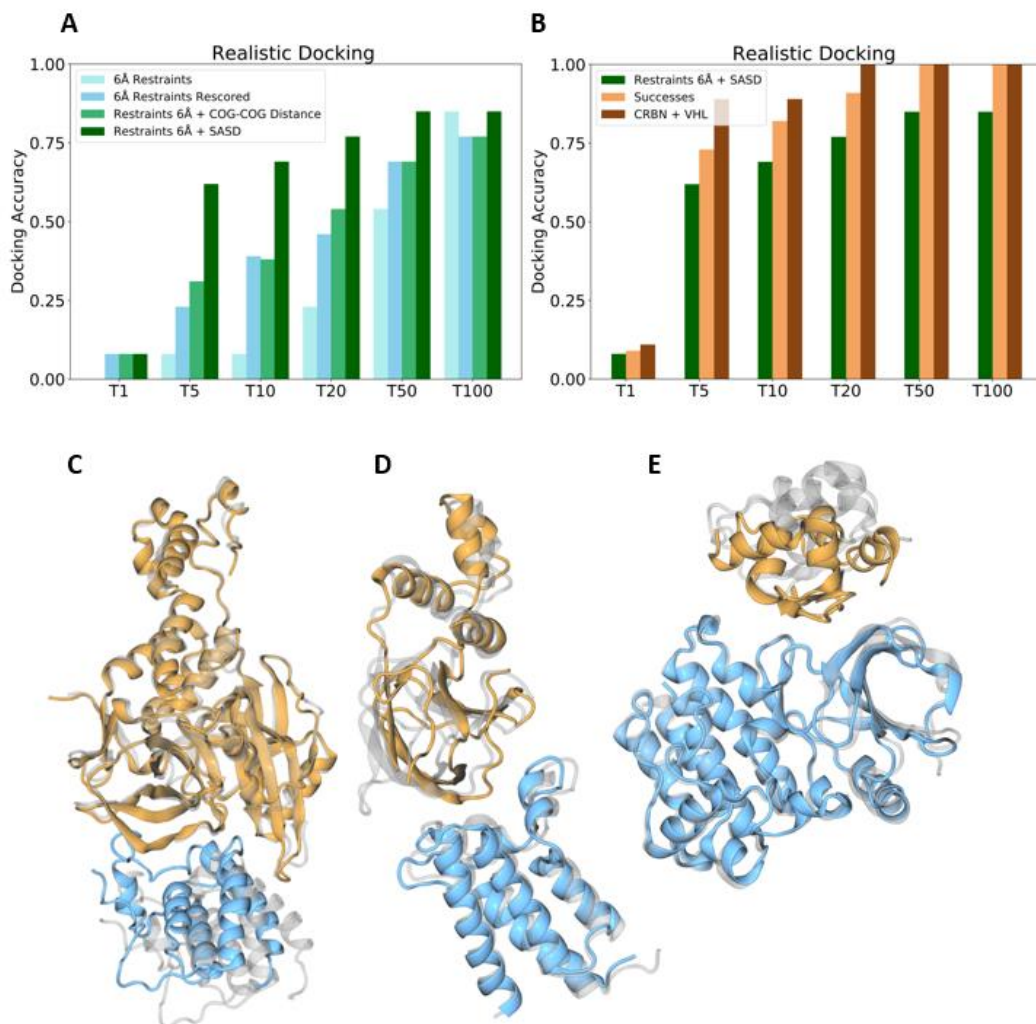 A
Realistic Docking
6Å Restraints
6Å Restraints Rescored
Restraints 6Å + COG-COG Distance
Restraints 6Å + SASD
Docking Accuracy
1.00
0.75
0.50
0.25
0.00
T1 T5 T10 T20 T50 T100
B
Realistic Docking
Restraints 6Å + SASD
Successes
CRBN + VHL
Docking Accuracy
1.00
0.75
0.50
0.25
0.00
T1 T5 T10 T20 T50 T100
C
D
E